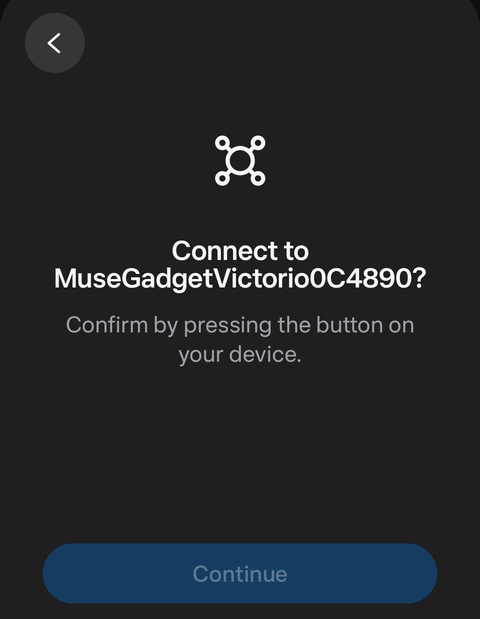 Connect to
MuseGadgetVictorio0C4890?
Confirm by pressing the button on
your device.
Continue